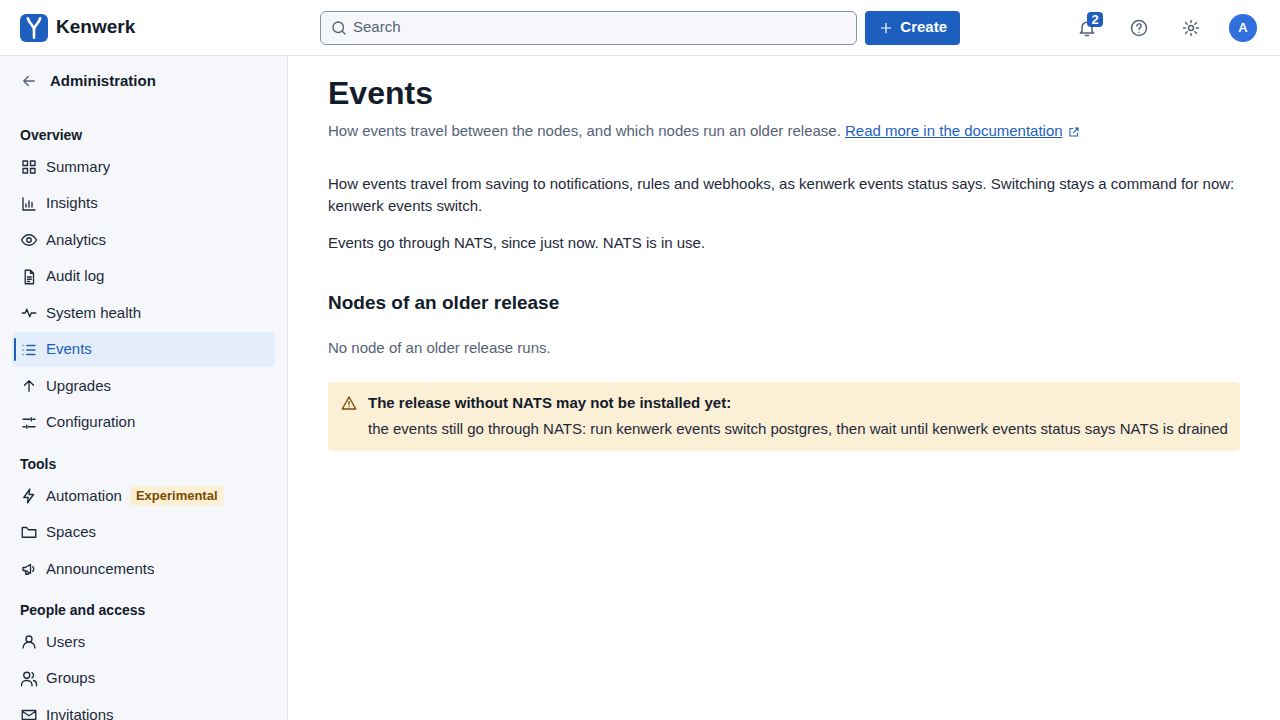 Kenwerk
Search
Create
2
A
Administration
Overview
Summary
Insights
Analytics
Audit log
System health
Events
Upgrades
Configuration
Tools
Automation Experimental
Spaces
Announcements
People and access
Users
Groups
Invitations
Events
How events travel between the nodes, and which nodes run an older release. Read more in the documentation
How events travel from saving to notifications, rules and webhooks, as kenwerk events status says. Switching stays a command for now:
kenwerk events switch.
Events go through NATS, since just now. NATS is in use.
Nodes of an older release
No node of an older release runs.
The release without NATS may not be installed yet:
the events still go through NATS: run kenwerk events switch postgres, then wait until kenwerk events status says NATS is drained